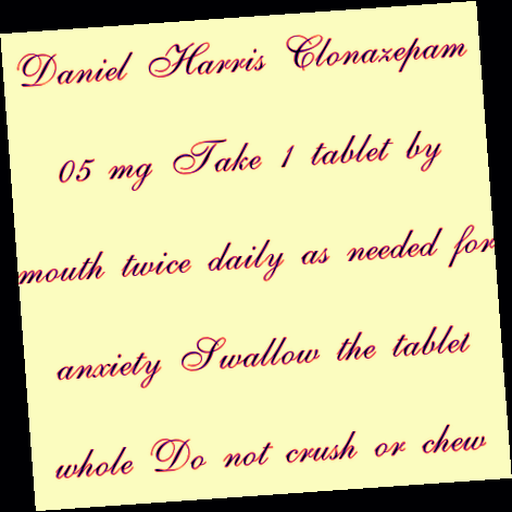 Daniel Harris Clonazepam
05 mg Take 1 tablet by
mouth twice daily as needed for
anxiety Swallow the tablet
whole Do not crush or chew